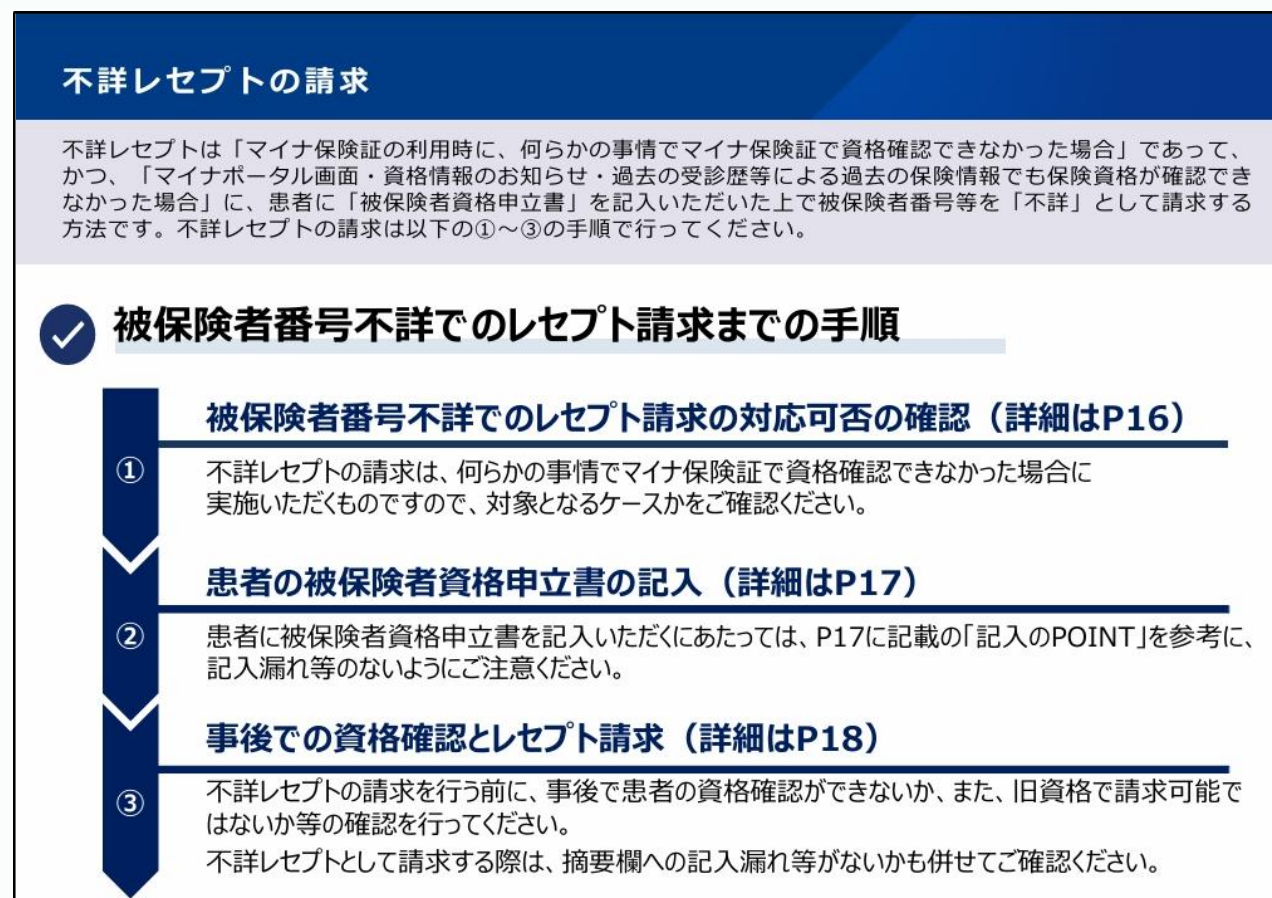 不詳レセプトの請求
不詳レセプトは「マイナ保険証の利用時に、何らかの事情でマイナ保険証で資格確認できなかった場合」であって、
かつ、「マイナポータル画面・資格情報のお知らせ・過去の受診歴等による過去の保険情報でも保険資格が確認でき
なかった場合」に、患者に「被保険者資格申立書」を記入いただいた上で被保険者番号等を「不詳」として請求する
方法です。不詳レセプトの請求は以下の①～③の手順で行ってください。
被保険者番号不詳でのレセプト請求までの手順
被保険者番号不詳でのレセプト請求の対応可否の確認（詳細はP16）
①
不詳レセプトの請求は、何らかの事情でマイナ保険証で資格確認できなかった場合に
実施いただくものですので、対象となるケースかをご確認ください。
患者の被保険者資格申立書の記入（詳細はP17）
②
患者に被保険者資格申立書を記入いただくにあたっては、P17に記載の「記入のPOINT」を参考に、
記入漏れ等のないようにご注意ください。
事後での資格確認とレセプト請求（詳細はP18）
③
不詳レセプトの請求を行う前に、事後で患者の資格確認ができないか、また、旧資格で請求可能で
はないか等の確認を行ってください。
不詳レセプトとして請求する際は、摘要欄への記入漏れ等がないかも併せてご確認ください。